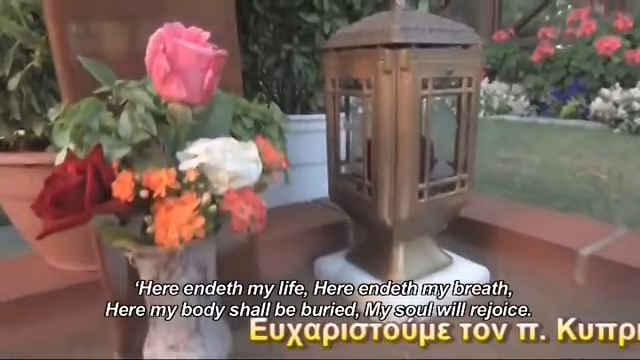 ‘Here endeth my life, Here endeth my breath,
Here my body shall be buried, My soul will rejoice.
Ευχαριστούμε τον π. Κυπρι